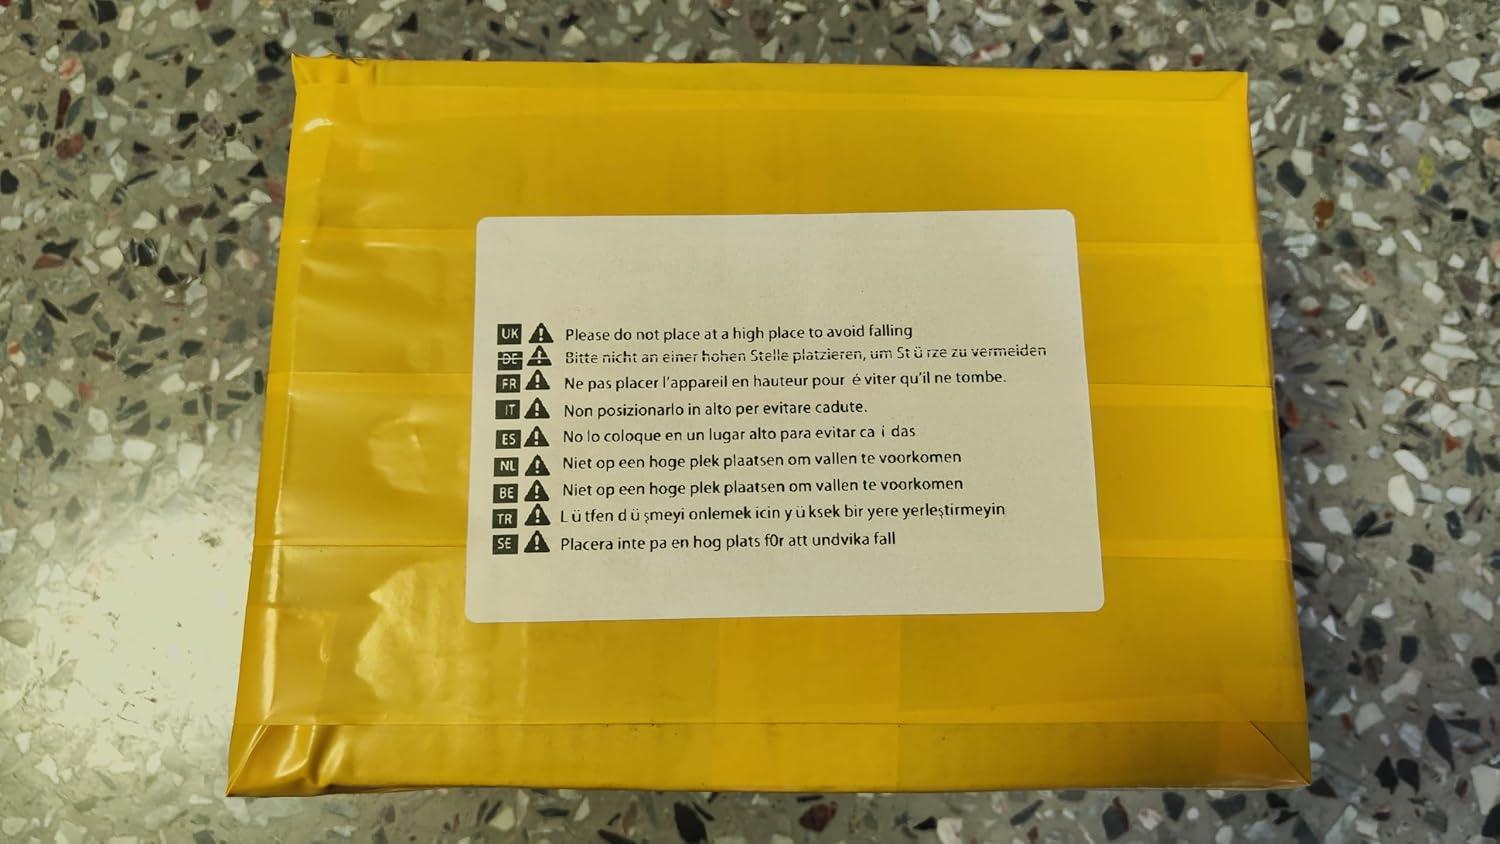 UK Please do not place at a high place to avoid falling
DE Bitte nicht an einer hohen Stelle platzieren, um St ü rze zu vermeiden
FR Ne pas placer l'appareil en hauteur pour é viter qu'il ne tombe.
IT Non posizionarlo in alto per evitare cadute.
ES No lo coloque en un lugar alto para evitar ca í das
NL Niet op een hoge plek plaatsen om vallen te voorkomen
BE Niet op een hoge plek plaatsen om vallen te voorkomen
TR L ü tfen d ü şmeyi onlemek icin y ü ksek bir yere yerleştirmeyin
SE Placera inte pa en hog plats f0r att undvika fall